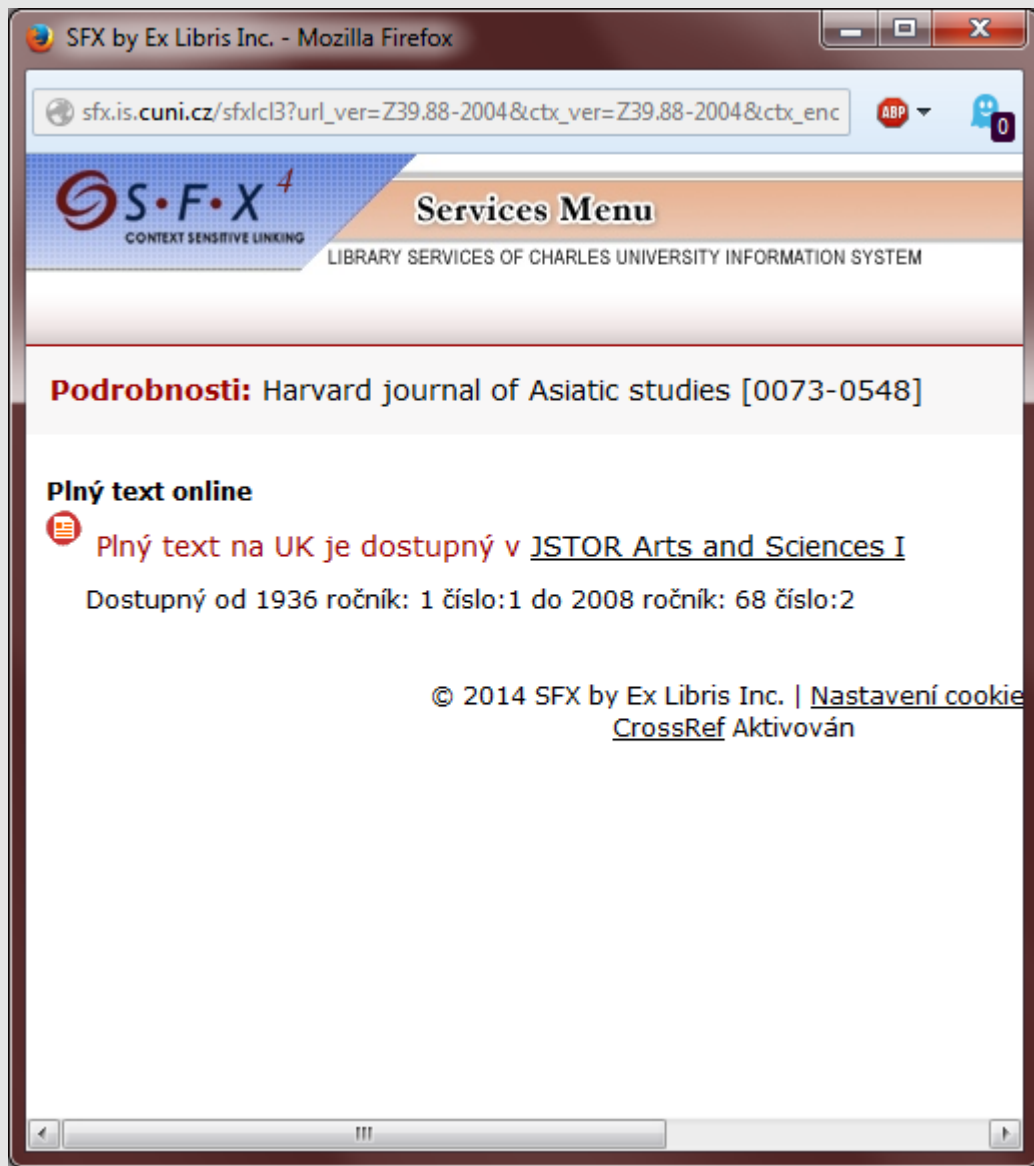 SFX by Ex Libris Inc. - Mozilla Firefox
sfx.is.cuni.cz/sfxlcl3?url_ver=Z39.88-2004&ctx_ver=Z39.88-2004&ctx_enc
ABP
0
S·F·X 4
CONTEXT SENSITIVE LINKING
Services Menu
LIBRARY SERVICES OF CHARLES UNIVERSITY INFORMATION SYSTEM
Podrobnosti: Harvard journal of Asiatic studies [0073-0548]
Plný text online
Plný text na UK je dostupný v JSTOR Arts and Sciences I
Dostupný od 1936 ročník: 1 číslo:1 do 2008 ročník: 68 číslo:2
© 2014 SFX by Ex Libris Inc. | Nastavení cookie
CrossRef Aktivován